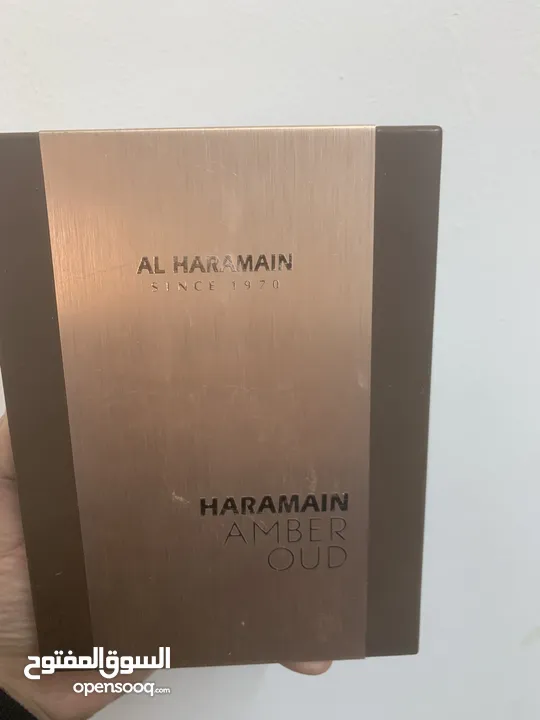 AL HARAMAIN
SINCE 1970
HARAMAIN
AMBER
OUD
السوق المفتوح
opensooq.com